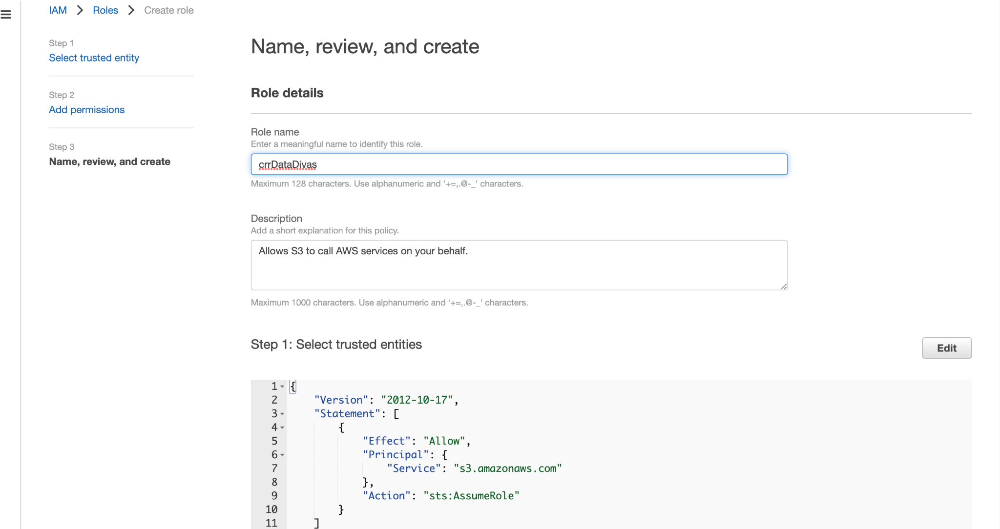 IAM > Roles > Create role
Step 1
Select trusted entity
Step 2
Add permissions
Step 3
Name, review, and create
Name, review, and create
Role details
Role name
Enter a meaningful name to identify this role.
crrDataDivas
Maximum 128 characters. Use alphanumeric and '+=,.@-_' characters.
Description
Add a short explanation for this policy.
Allows S3 to call AWS services on your behalf.
Maximum 1000 characters. Use alphanumeric and '+=,.@-_' characters.
Step 1: Select trusted entities
Edit
1 {
2 "Version": "2012-10-17",
3 "Statement": [
4 {
5 "Effect": "Allow",
6 "Principal": {
7 "Service": "s3.amazonaws.com"
8 },
9 "Action": "sts:AssumeRole"
10 }
11 ]